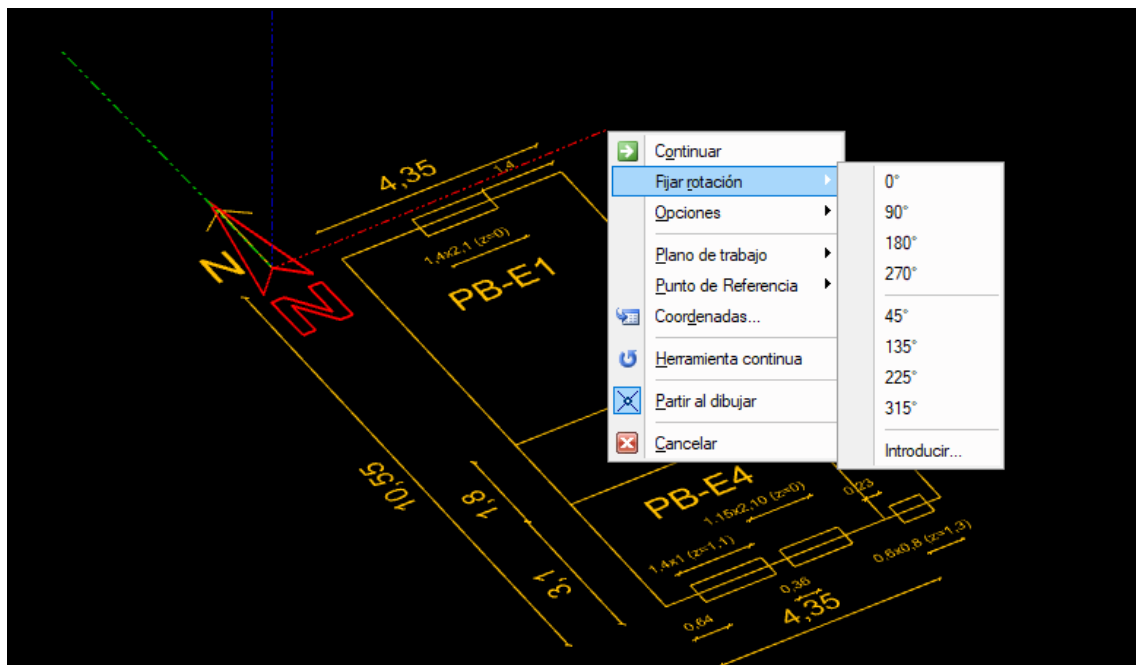 4,35
1,4
1,4x2,1 (z=0)
N
N
PB-E1
Continuar
Fijar rotación
Opciones
Plano de trabajo
Punto de Referencia
Coordenadas...
Herramienta continua
Partir al dibujar
Cancelar
0°
90°
180°
270°
45°
135°
225°
315°
Introducir...
10,55
1,8
3,1
PB-E4
1.15x2,10 (z=0)
0,23
1,4x1 (z=1,1)
0,6x0,8 (z=1,3)
0,36
4,35
0,64